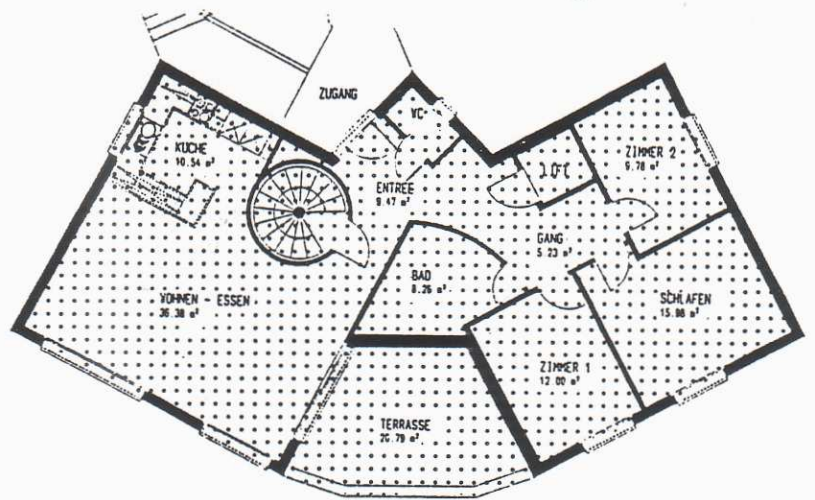 ZUGANG
WC
KÜCHE
10.54 m²
ZIMMER 2
9.78 m²
ENTREE
9.47 m²
GANG
5.23 m²
BAD
8.26 m²
WOHNEN - ESSEN
36.38 m²
SCHLAFEN
15.98 m²
ZIMMER 1
12.00 m²
TERRASSE
20.79 m²